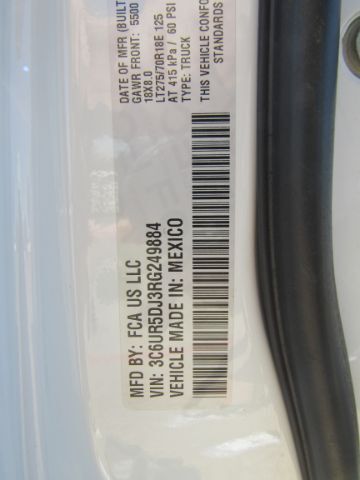 MFD BY: FCA US LLC
VIN: 3C6UR5DJ3RG249884
VEHICLE MADE IN: MEXICO
DATE OF MFR (BUILT
GAWR FRONT: 5500
18X8.0
LT275/70R18E 125
AT 415 kPa / 60 PSI
TYPE: TRUCK
THIS VEHICLE CONFO
STANDARDS